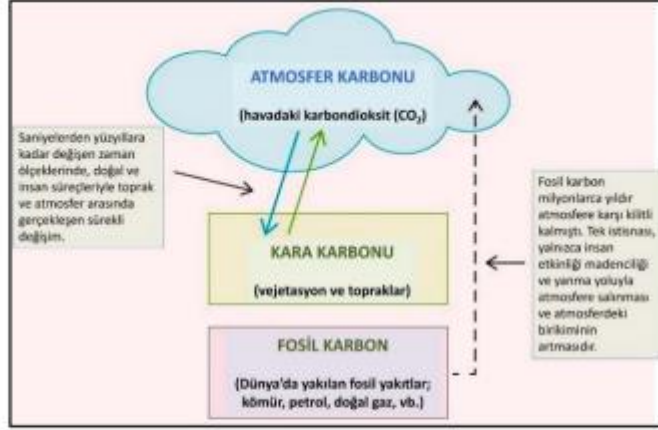 ATMOSFER KARBONU
(havadaki karbondioksit (CO₂)
Saniyelerden yüzyıllara
kadar değişen zaman
ölçeklerinde, doğal ve
insan süreçleriyle toprak
ve atmosfer arasında
gerçekleşen sürekli
değişim.
Fosil karbon
milyonlarca yıldır
atmosfere karşı kilitli
kalmıştı. Tek istisnası,
yalnızca insan
etkinliği madenciliği
ve yanma yoluyla
atmosfere salınması
ve atmosferdeki
birikiminin
artmasıdır.
KARA KARBONU
(vejetasyon ve topraklar)
FOSİL KARBON
(Dünya'da yakılan fosil yakıtlar;
kömür, petrol, doğal gaz, vb.)